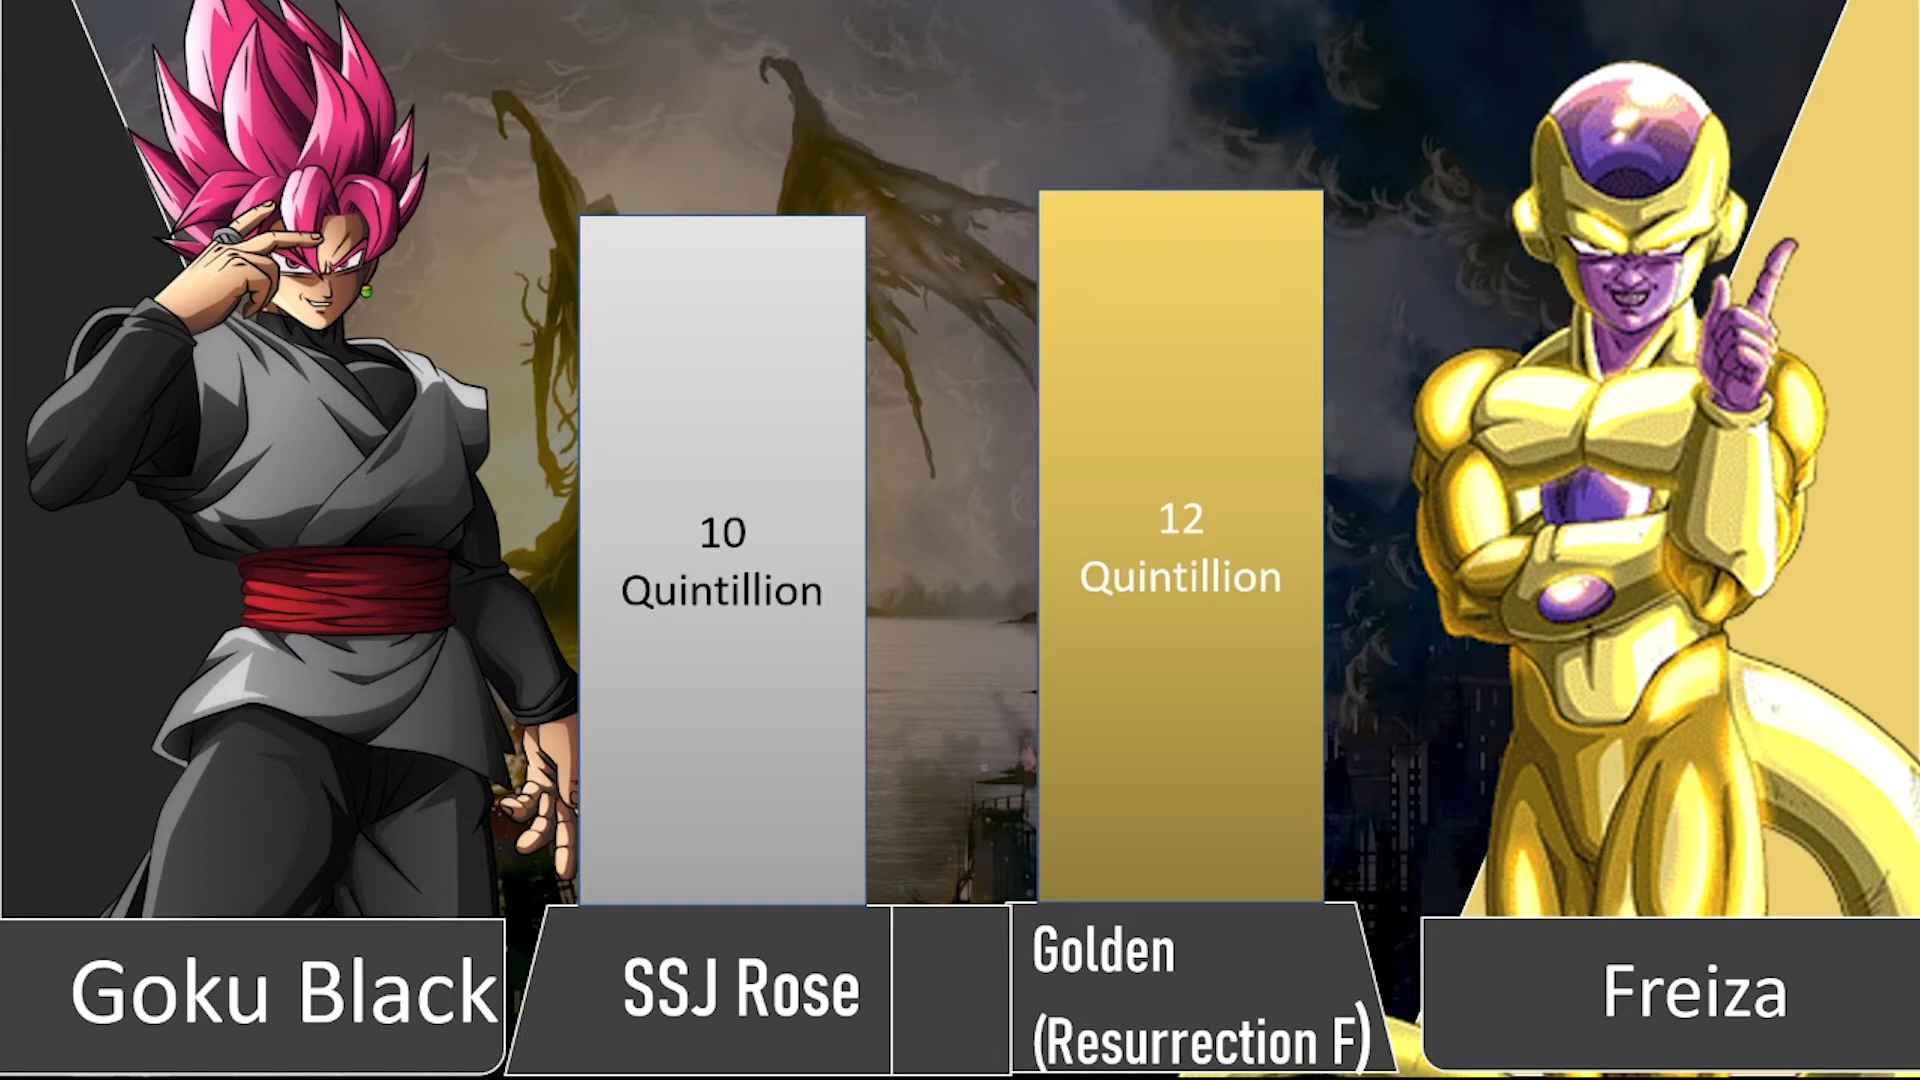 10
Quintillion
12
Quintillion
Goku Black
SSJ Rose
Golden
(Resurrection F)
Freiza